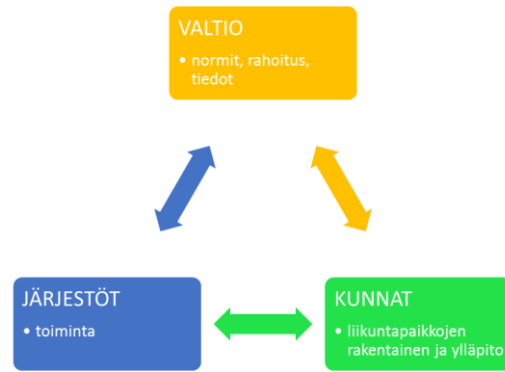 VALTIO
• normit, rahoitus,
tiedot
JÄRJESTÖT
• toiminta
KUNNAT
• liikuntapaikkojen
rakentainen ja ylläpito